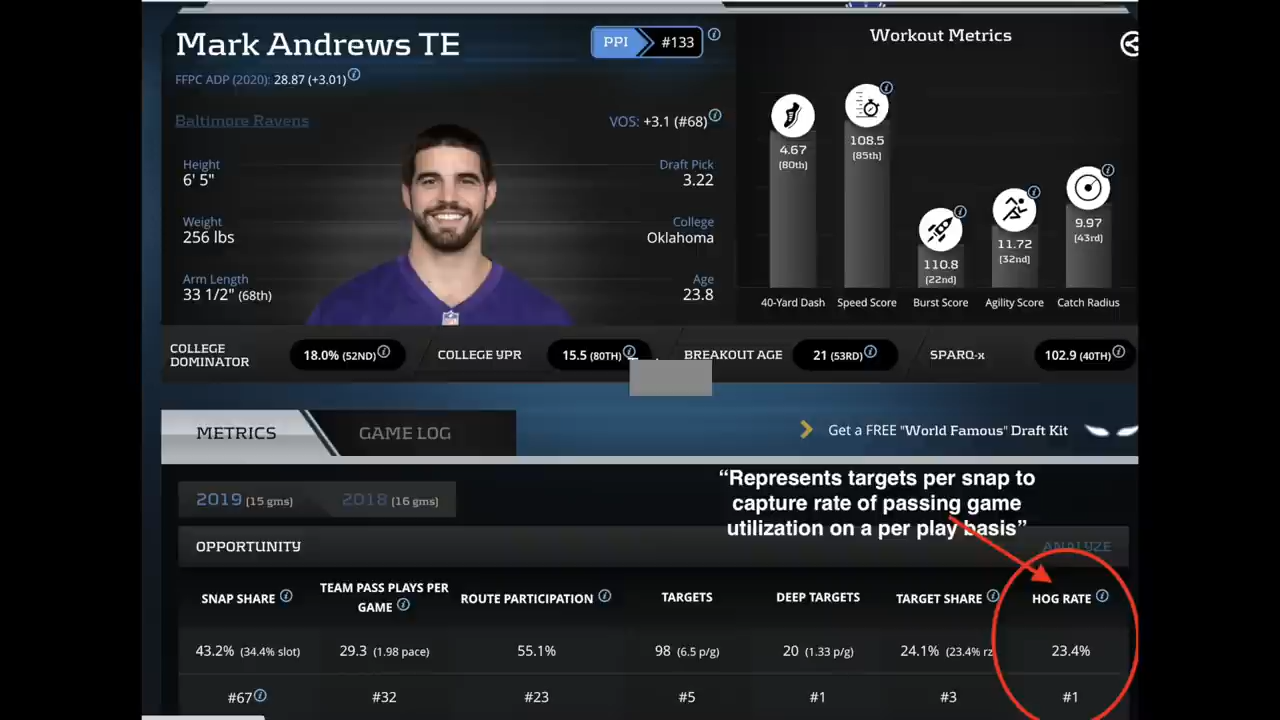 Mark Andrews TE
PPI #133
FFPC ADP (2020): 28.87 (+3.01)
Baltimore Ravens
VOS: +3.1 (#68)
Height
6' 5"
Draft Pick
3.22
Weight
256 lbs
College
Oklahoma
Arm Length
33 1/2" (68th)
Age
23.8
Workout Metrics
4.67
(80th)
108.5
(85th)
110.8
(22nd)
11.72
(32nd)
9.97
(43rd)
40-Yard Dash Speed Score Burst Score Agility Score Catch Radius
COLLEGE DOMINATOR 18.0% (52ND)
COLLEGE YPR 15.5 (80TH)
BREAKOUT AGE 21 (53RD)
SPARQ-x 102.9 (40TH)
METRICS GAME LOG
Get a FREE "World Famous" Draft Kit
“Represents targets per snap to
capture rate of passing game
utilization on a per play basis”
2019 (15 gms) 2018 (16 gms)
OPPORTUNITY ANALYZE
SNAP SHARE TEAM PASS PLAYS PER GAME ROUTE PARTICIPATION TARGETS DEEP TARGETS TARGET SHARE HOG RATE
43.2% (34.4% slot) 29.3 (1.98 pace) 55.1% 98 (6.5 p/g) 20 (1.33 p/g) 24.1% (23.4% rz 23.4%
#67 #32 #23 #5 #1 #3 #1